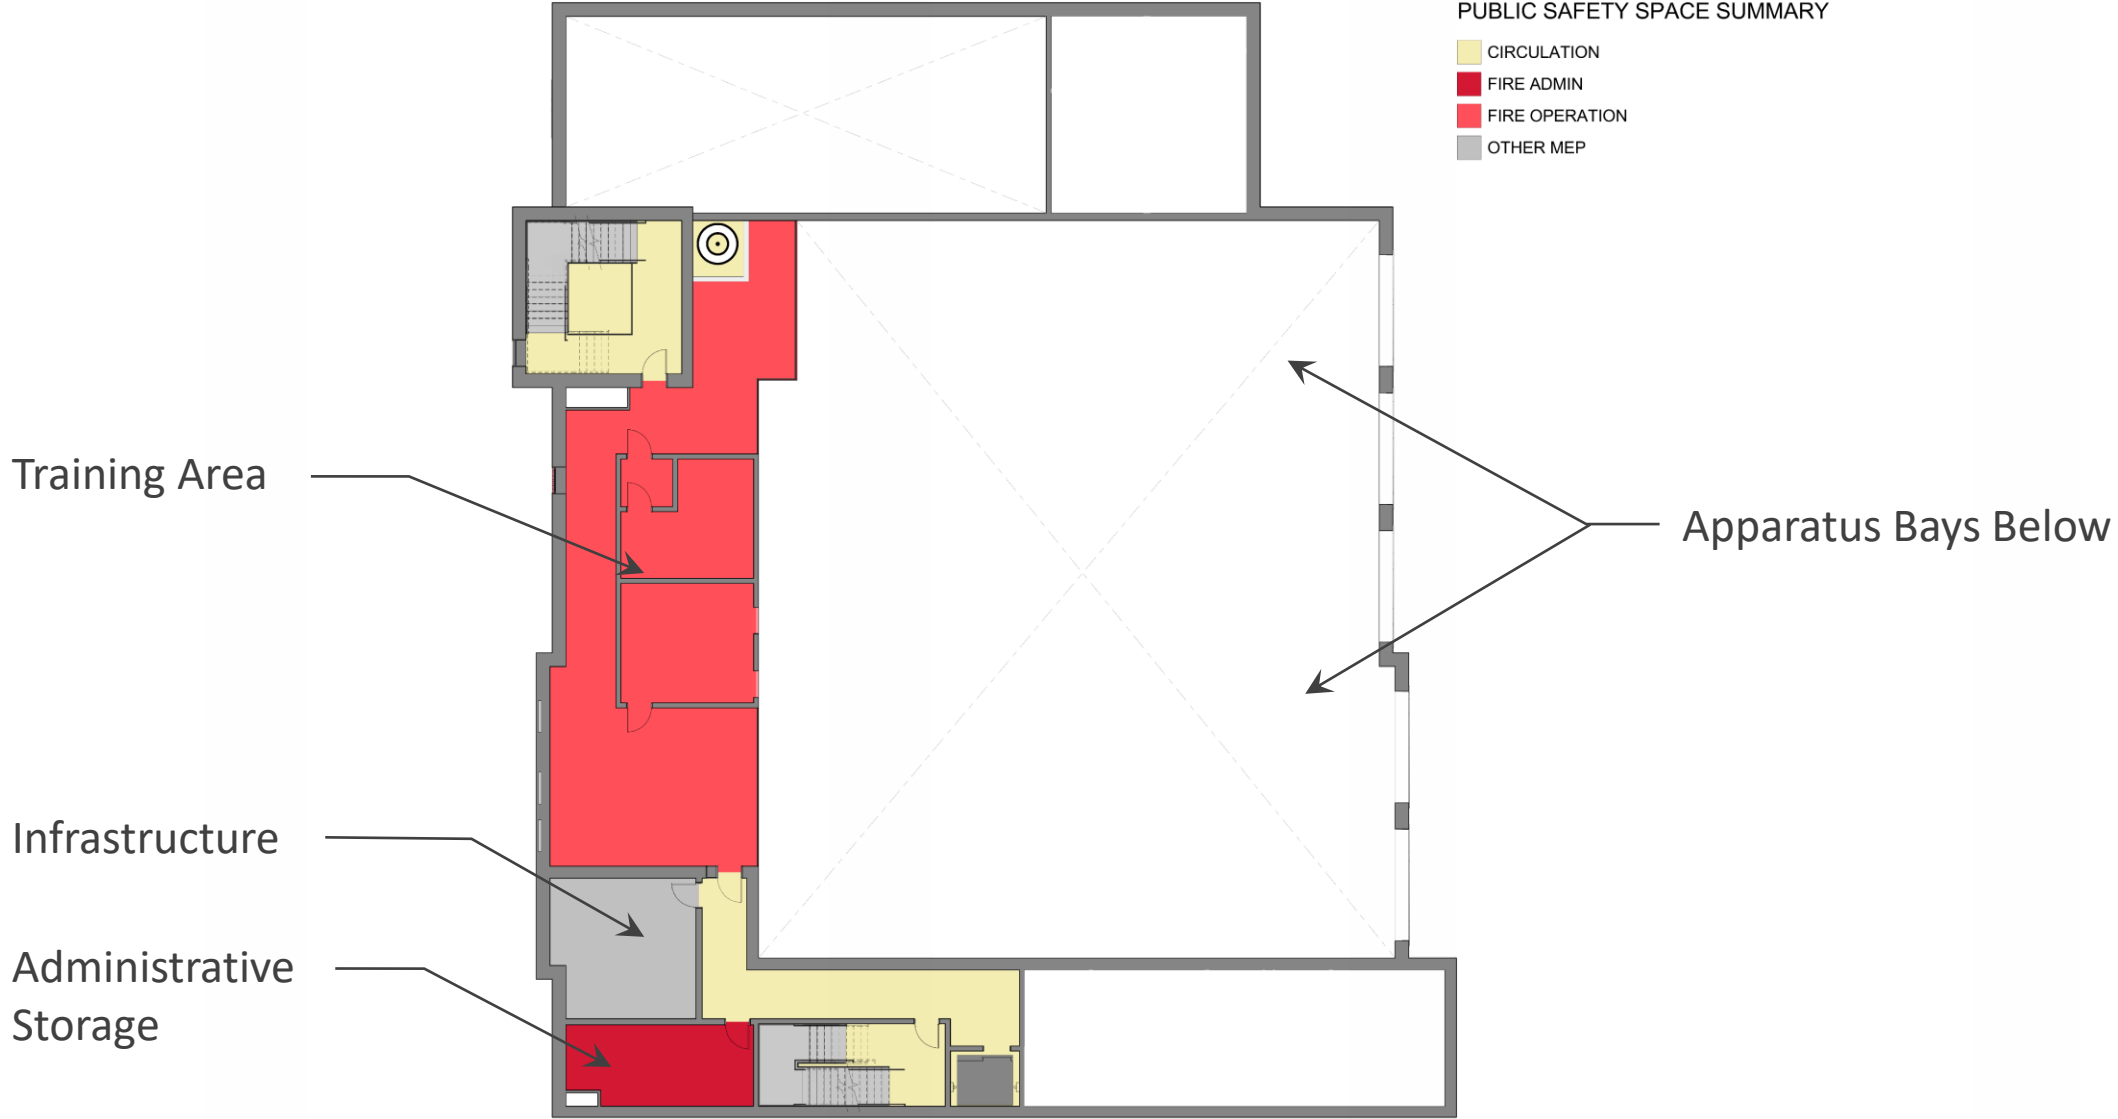 PUBLIC SAFETY SPACE SUMMARY
CIRCULATION
FIRE ADMIN
FIRE OPERATION
OTHER MEP
Training Area
Apparatus Bays Below
Infrastructure
Administrative
Storage